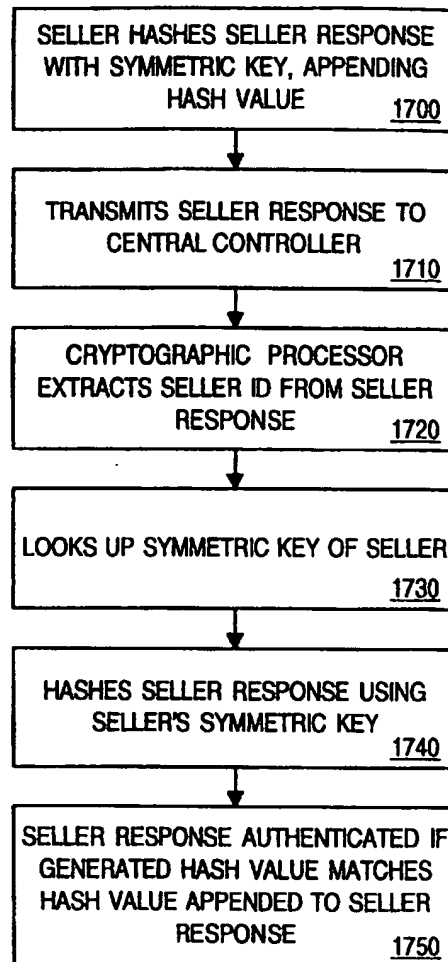 SELLER HASHES SELLER RESPONSE
WITH SYMMETRIC KEY, APPENDING
HASH VALUE
1700
TRANSMITS SELLER RESPONSE TO
CENTRAL CONTROLLER
1710
CRYPTOGRAPHIC PROCESSOR
EXTRACTS SELLER ID FROM SELLER
RESPONSE
1720
LOOKS UP SYMMETRIC KEY OF SELLER
1730
HASHES SELLER RESPONSE USING
SELLER'S SYMMETRIC KEY
1740
SELLER RESPONSE AUTHENTICATED IF
GENERATED HASH VALUE MATCHES
HASH VALUE APPENDED TO SELLER
RESPONSE
1750